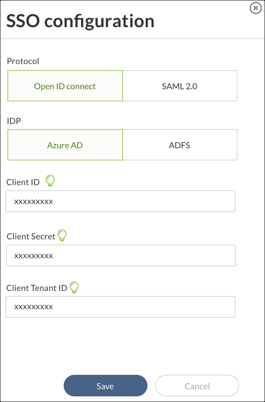 SSO configuration
Protocol
Open ID connect
SAML 2.0
IDP
Azure AD
ADFS
Client ID
xxxxxxxxx
Client Secret
xxxxxxxxx
Client Tenant ID
xxxxxxxxx
Save
Cancel